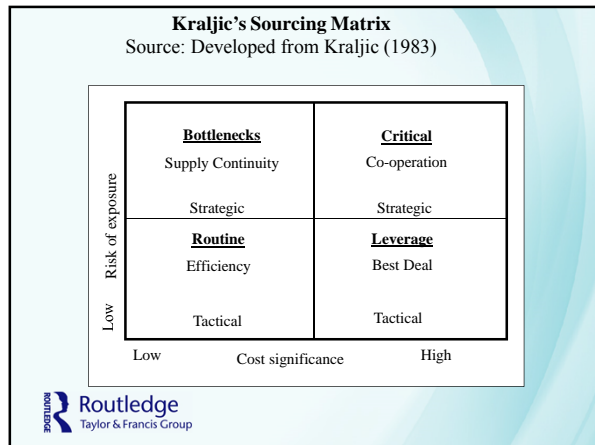 Kraljic's Sourcing Matrix
Source: Developed from Kraljic (1983)
Bottlenecks
Supply Continuity
Strategic
Critical
Co-operation
Strategic
Routine
Efficiency
Tactical
Leverage
Best Deal
Tactical
Low Risk of exposure
Low Cost significance High
ROUTLEDGE
Routledge
Taylor & Francis Group